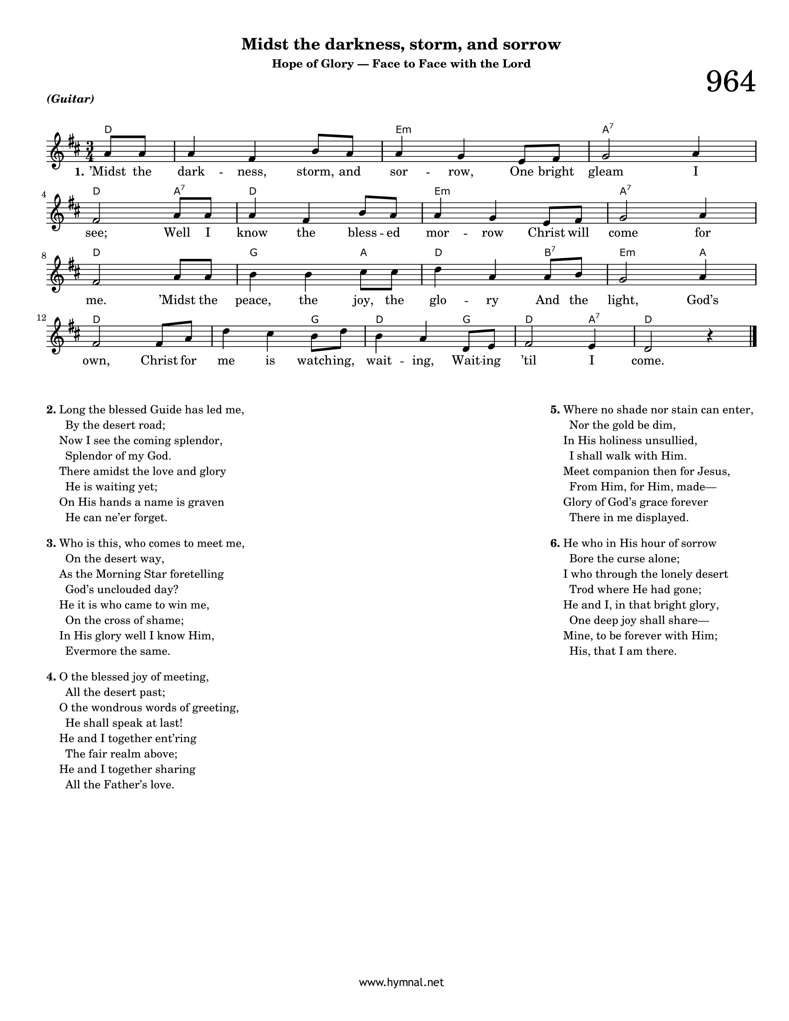 Midst the darkness, storm, and sorrow
Hope of Glory — Face to Face with the Lord
964
(Guitar)
D Em A7
3 4
1. ’Midst the dark - ness, storm, and sor - row, One bright gleam I
4 D A7 D Em A7
see; Well I know the bless - ed mor - row Christ will come for
8 D G A D B7 Em A
me. ’Midst the peace, the joy, the glo - ry And the light, God’s
12 D G D G D A7 D
own, Christ for me is watching, wait - ing, Wait-ing ’til I come.
2. Long the blessed Guide has led me,
By the desert road;
Now I see the coming splendor,
Splendor of my God.
There amidst the love and glory
He is waiting yet;
On His hands a name is graven
He can ne’er forget.
3. Who is this, who comes to meet me,
On the desert way,
As the Morning Star foretelling
God’s unclouded day?
He it is who came to win me,
On the cross of shame;
In His glory well I know Him,
Evermore the same.
4. O the blessed joy of meeting,
All the desert past;
O the wondrous words of greeting,
He shall speak at last!
He and I together ent’ring
The fair realm above;
He and I together sharing
All the Father’s love.
5. Where no shade nor stain can enter,
Nor the gold be dim,
In His holiness unsullied,
I shall walk with Him.
Meet companion then for Jesus,
From Him, for Him, made—
Glory of God’s grace forever
There in me displayed.
6. He who in His hour of sorrow
Bore the curse alone;
I who through the lonely desert
Trod where He had gone;
He and I, in that bright glory,
One deep joy shall share—
Mine, to be forever with Him;
His, that I am there.
www.hymnal.net